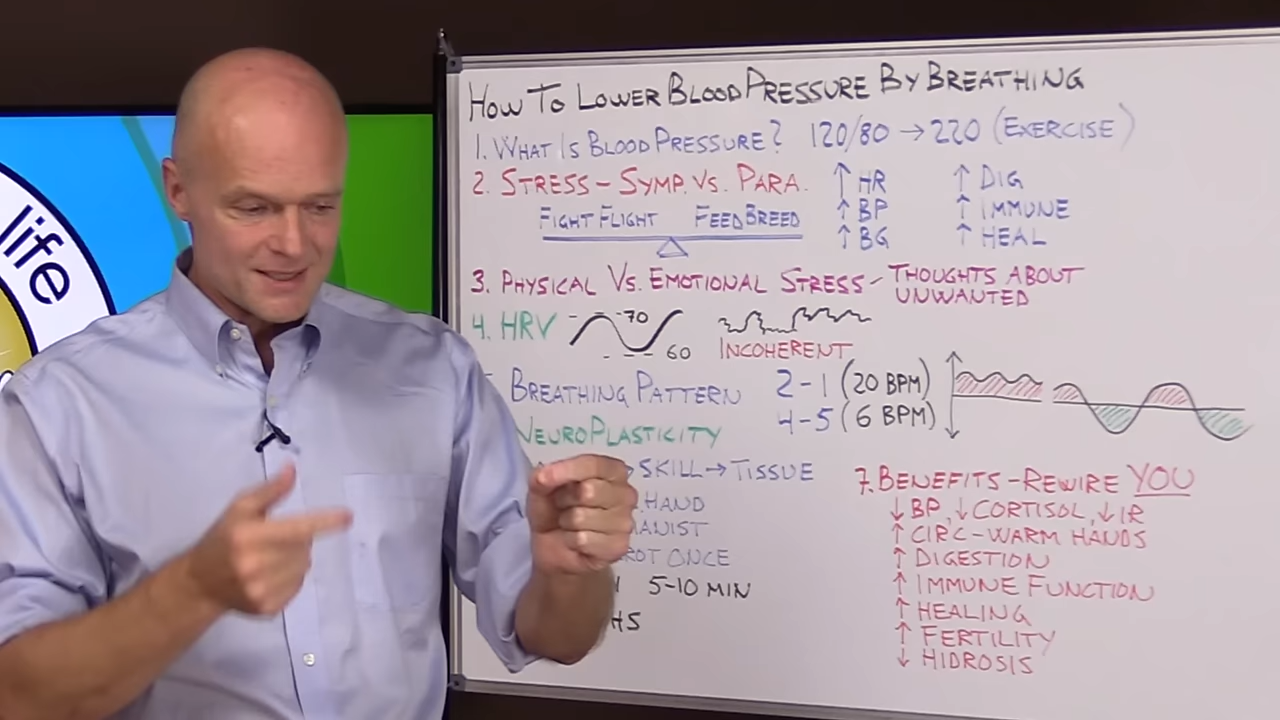 life
HOW TO LOWER BLOOD PRESSURE BY BREATHING
1. WHAT IS BLOOD PRESSURE? 120/80 → 220 (EXERCISE)
2. STRESS - SYMP. VS. PARA. ↑ HR ↑ DIG
FIGHT FLIGHT FEED BREED ↑ BP ↑ IMMUNE
↑ BG ↑ HEAL
3. PHYSICAL VS. EMOTIONAL STRESS - THOUGHTS ABOUT
UNWANTED
4. HRV 70
60 INCOHERENT
BREATHING PATTERN 2-1 (20 BPM)
4-5 (6 BPM)
NEUROPLASTICITY
→ SKILL → TISSUE
HAND
ONCE
5-10 MIN
7. BENEFITS - REWIRE YOU
↓ BP, ↓ CORTISOL, ↓ IR
↑ CIRC - WARM HANDS
↑ DIGESTION
↑ IMMUNE FUNCTION
↑ HEALING
↑ FERTILITY
↓ HIDROSIS